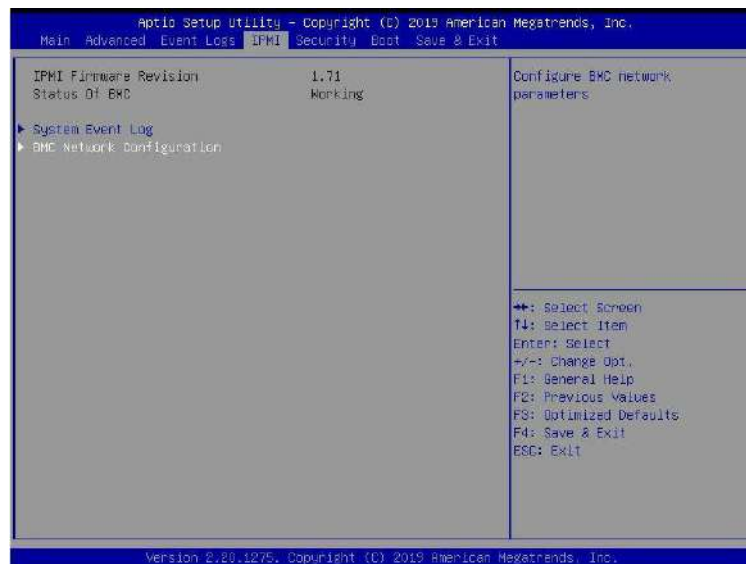 Aptio Setup Utility - Copyright (C) 2019 American Megatrends, Inc.
Main Advanced Event Logs IPMI Security Boot Save & Exit
IPMI Firmware Revision 1.71
Status Of BMC Working
▶ System Event Log
▶ BMC Network Configuration
Configure BMC network
parameters
→←: Select Screen
↑↓: Select Item
Enter: Select
+/-: Change Opt.
F1: General Help
F2: Previous Values
F3: Optimized Defaults
F4: Save & Exit
ESC: Exit
Version 2.20.1275. Copyright (C) 2019 American Megatrends, Inc.